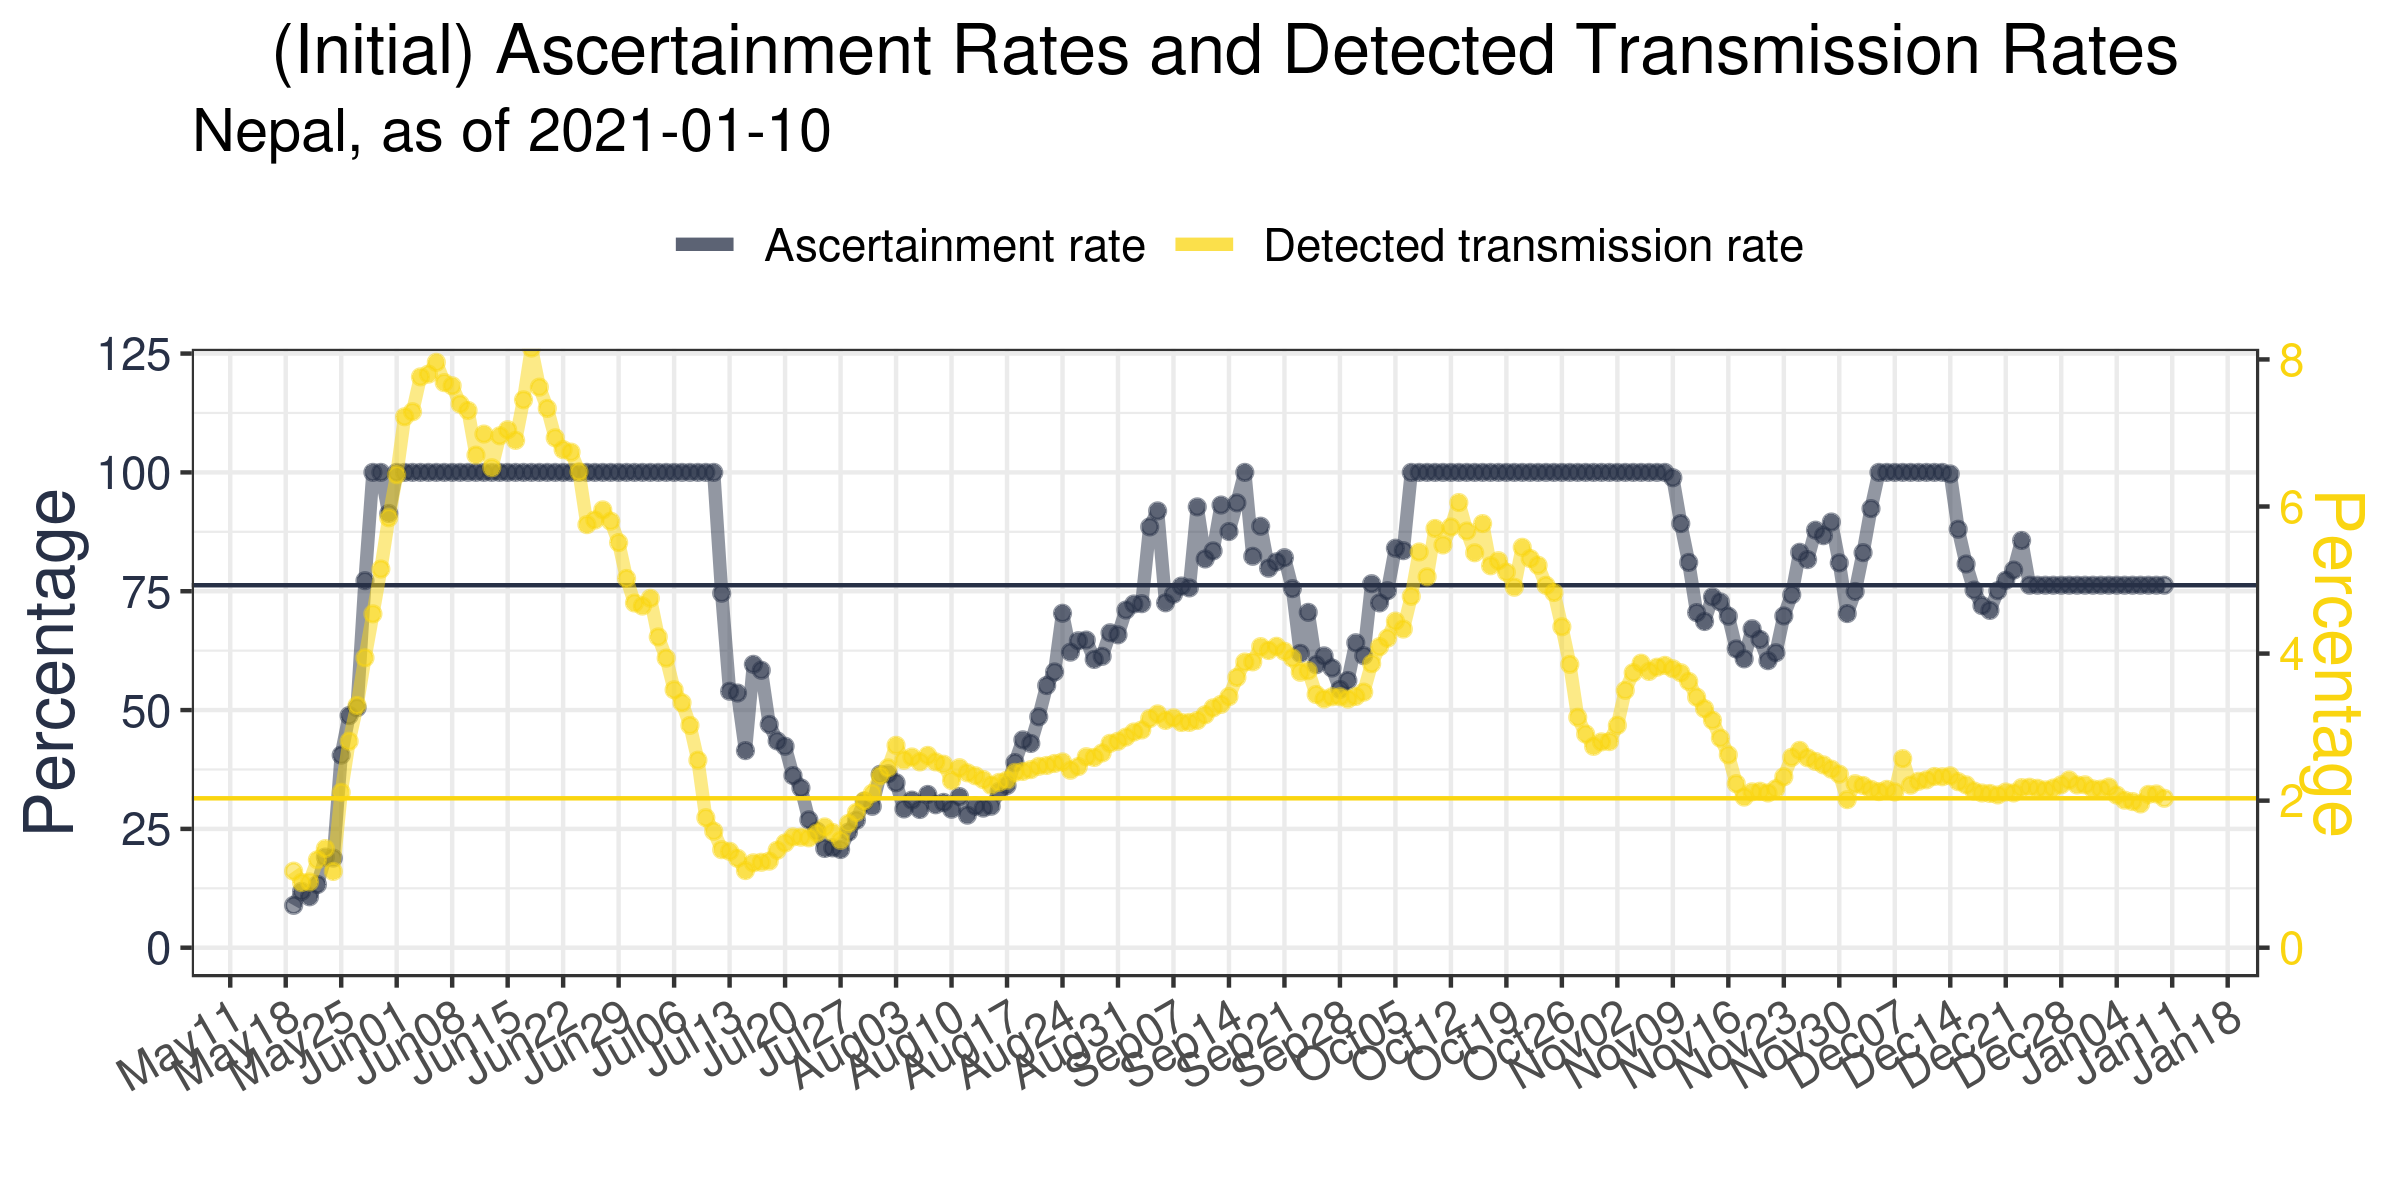 (Initial) Ascertainment Rates and Detected Transmission Rates
Nepal, as of 2021-01-10
Ascertainment rate
Detected transmission rate
Percentage
125
100
75
50
25
0
8
6
4
2
0
Percentage
May11
May18
May25
Jun01
Jun08
Jun15
Jun22
Jun29
Jul06
Jul13
Jul20
Jul27
Aug03
Aug10
Aug17
Aug24
Aug31
Sep07
Sep14
Sep21
Sep28
Oct05
Oct12
Oct19
Oct26
Nov02
Nov09
Nov16
Nov23
Nov30
Dec07
Dec14
Dec21
Dec28
Jan04
Jan11
Jan18